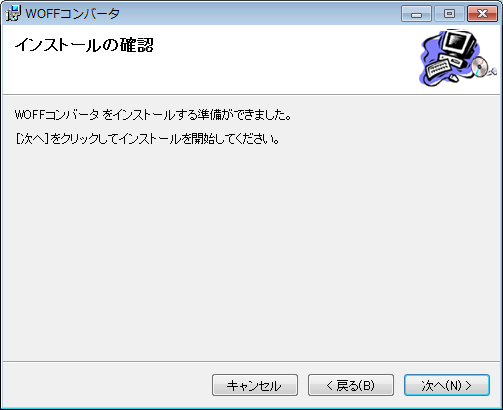 WOFFコンバータ
インストールの確認
WOFFコンバータ をインストールする準備ができました。
[次へ]をクリックしてインストールを開始してください。
キャンセル
< 戻る(B)
次へ(N) >